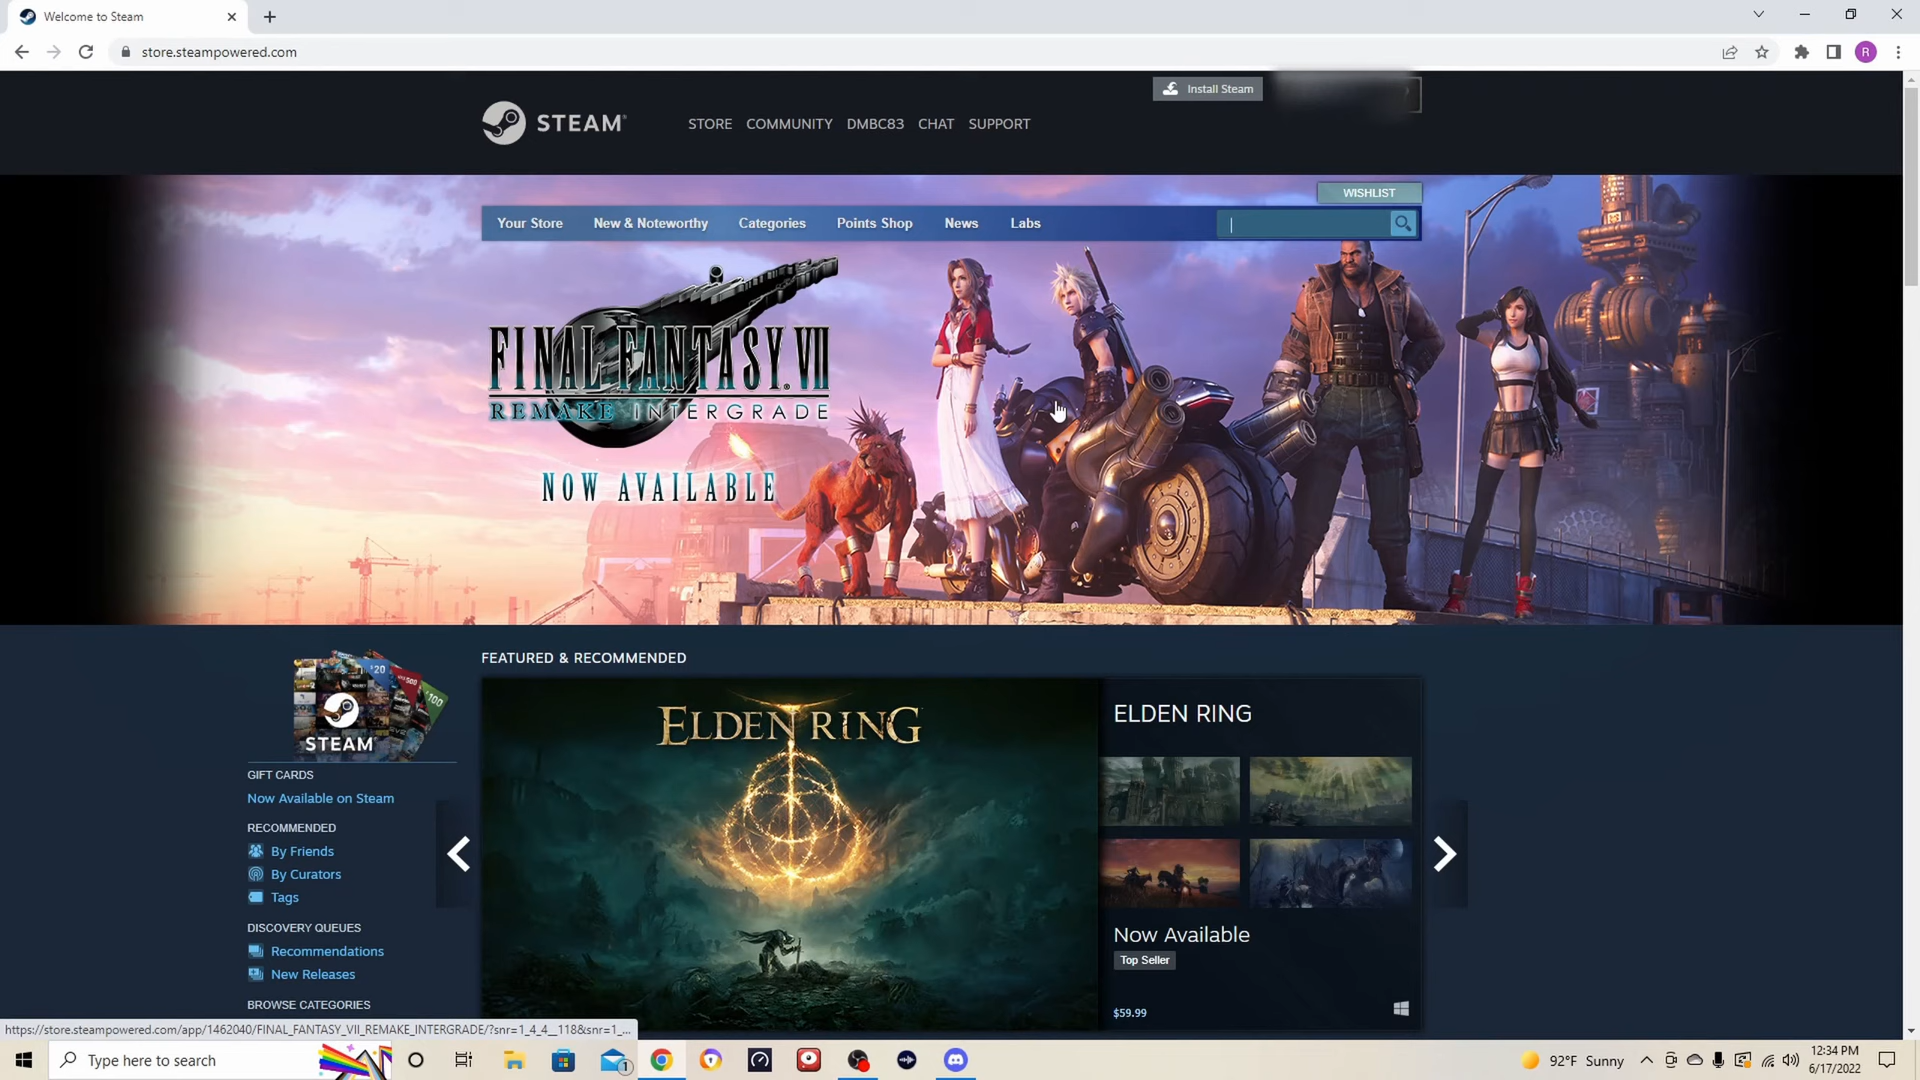 Welcome to Steam
store.steampowered.com
R
Install Steam
STEAM®
STORE COMMUNITY DMBC83 CHAT SUPPORT
WISHLIST
Your Store New & Noteworthy Categories Points Shop News Labs
FINAL FANTASY VII
REMAKE INTERGRADE
NOW AVAILABLE
FEATURED & RECOMMENDED
20
100
STEAM
GIFT CARDS
Now Available on Steam
RECOMMENDED
By Friends
By Curators
Tags
DISCOVERY QUEUES
Recommendations
New Releases
BROWSE CATEGORIES
ELDEN RING
ELDEN RING
Now Available
Top Seller
$59.99
https://store.steampowered.com/app/1462040/FINAL_FANTASY_VII_REMAKE_INTERGRADE/?snr=1_4_4__118&snr=1_...
Type here to search
1
92°F Sunny
12:34 PM
6/17/2022